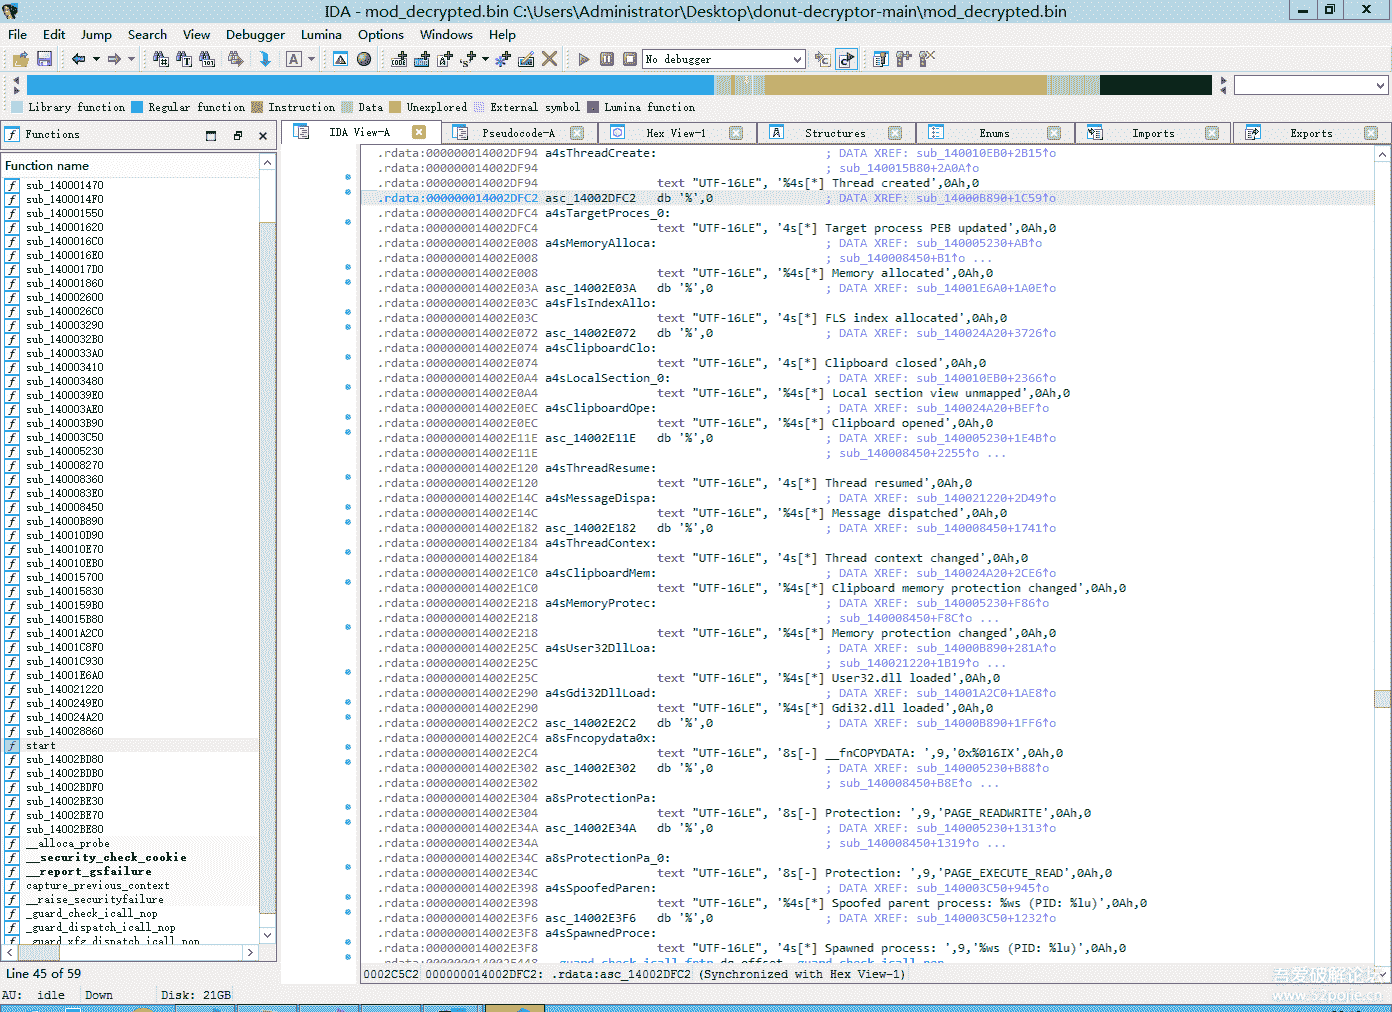 IDA - mod_decrypted.bin C:\Users\Administrator\Desktop\donut-decryptor-main\mod_decrypted.bin
File Edit Jump Search View Debugger Lumina Options Windows Help
No debugger
Library function Regular function Instruction Data Unexplored External symbol Lumina function
Functions
IDA View-A Pseudocode-A Hex View-1 Structures Enums Imports Exports
Function name
sub_140001470
sub_1400014F0
sub_140001550
sub_140001620
sub_1400016C0
sub_1400016E0
sub_1400017D0
sub_140001860
sub_140002600
sub_1400026C0
sub_140003290
sub_1400032B0
sub_1400033A0
sub_140003410
sub_140003480
sub_1400039E0
sub_140003AE0
sub_140003B90
sub_140003C50
sub_140005230
sub_140008270
sub_140008360
sub_1400083E0
sub_140008450
sub_14000B890
sub_140010D90
sub_140010E70
sub_140010EB0
sub_140015700
sub_140015830
sub_1400159B0
sub_140015B80
sub_14001A2C0
sub_14001C8F0
sub_14001C930
sub_14001E6A0
sub_140021220
sub_1400249E0
sub_140024A20
sub_140028860
start
sub_14002BD80
sub_14002BDB0
sub_14002BDF0
sub_14002BE30
sub_14002BE70
sub_14002BE80
__alloca_probe
__security_check_cookie
__report_gsfailure
capture_previous_context
__raise_securityfailure
_guard_check_icall_nop
_guard_dispatch_icall_nop
_guard_xfg_dispatch_icall_nop
Line 45 of 59
.rdata:000000014002DF94 a4sThreadCreate: ; DATA XREF: sub_140010EB0+2B15↑o
.rdata:000000014002DF94 ; sub_140015B80+2A0A↑o
.rdata:000000014002DF94 text "UTF-16LE", '%4s[*] Thread created',0Ah,0
.rdata:000000014002DFC2 asc_14002DFC2 db '%',0 ; DATA XREF: sub_14000B890+1C59↑o
.rdata:000000014002DFC4 a4sTargetProces_0:
.rdata:000000014002DFC4 text "UTF-16LE", '4s[*] Target process PEB updated',0Ah,0
.rdata:000000014002E008 a4sMemoryAlloca: ; DATA XREF: sub_140005230+AB↑o
.rdata:000000014002E008 ; sub_140008450+B1↑o ...
.rdata:000000014002E008 text "UTF-16LE", '%4s[*] Memory allocated',0Ah,0
.rdata:000000014002E03A asc_14002E03A db '%',0 ; DATA XREF: sub_14001E6A0+1A0E↑o
.rdata:000000014002E03C a4sFlsIndexAllo:
.rdata:000000014002E03C text "UTF-16LE", '4s[*] FLS index allocated',0Ah,0
.rdata:000000014002E072 asc_14002E072 db '%',0 ; DATA XREF: sub_140024A20+3726↑o
.rdata:000000014002E074 a4sClipboardClo:
.rdata:000000014002E074 text "UTF-16LE", '4s[*] Clipboard closed',0Ah,0
.rdata:000000014002E0A4 a4sLocalSection_0: ; DATA XREF: sub_140010EB0+2366↑o
.rdata:000000014002E0A4 text "UTF-16LE", '%4s[*] Local section view unmapped',0Ah,0
.rdata:000000014002E0EC a4sClipboardOpe: ; DATA XREF: sub_140024A20+BEF↑o
.rdata:000000014002E0EC text "UTF-16LE", '%4s[*] Clipboard opened',0Ah,0
.rdata:000000014002E11E asc_14002E11E db '%',0 ; DATA XREF: sub_140005230+1E4B↑o
.rdata:000000014002E11E ; sub_140008450+2255↑o ...
.rdata:000000014002E120 a4sThreadResume:
.rdata:000000014002E120 text "UTF-16LE", '4s[*] Thread resumed',0Ah,0
.rdata:000000014002E14C a4sMessageDispa: ; DATA XREF: sub_140021220+2D49↑o
.rdata:000000014002E14C text "UTF-16LE", '%4s[*] Message dispatched',0Ah,0
.rdata:000000014002E182 asc_14002E182 db '%',0 ; DATA XREF: sub_140008450+1741↑o
.rdata:000000014002E184 a4sThreadContex:
.rdata:000000014002E184 text "UTF-16LE", '4s[*] Thread context changed',0Ah,0
.rdata:000000014002E1C0 a4sClipboardMem: ; DATA XREF: sub_140024A20+2CE6↑o
.rdata:000000014002E1C0 text "UTF-16LE", '%4s[*] Clipboard memory protection changed',0Ah,0
.rdata:000000014002E218 a4sMemoryProtec: ; DATA XREF: sub_140005230+F86↑o
.rdata:000000014002E218 ; sub_140008450+F8C↑o ...
.rdata:000000014002E218 text "UTF-16LE", '%4s[*] Memory protection changed',0Ah,0
.rdata:000000014002E25C a4sUser32DllLoa: ; DATA XREF: sub_14000B890+281A↑o
.rdata:000000014002E25C ; sub_140021220+1B19↑o ...
.rdata:000000014002E25C text "UTF-16LE", '%4s[*] User32.dll loaded',0Ah,0
.rdata:000000014002E290 a4sGdi32DllLoad: ; DATA XREF: sub_14001A2C0+1AE8↑o
.rdata:000000014002E290 text "UTF-16LE", '%4s[*] Gdi32.dll loaded',0Ah,0
.rdata:000000014002E2C2 asc_14002E2C2 db '%',0 ; DATA XREF: sub_14000B890+1FF6↑o
.rdata:000000014002E2C4 a8sFncopydata0x:
.rdata:000000014002E2C4 text "UTF-16LE", '8s[-] __fnCOPYDATA: ',9,'0x%016IX',0Ah,0
.rdata:000000014002E302 asc_14002E302 db '%',0 ; DATA XREF: sub_140005230+B88↑o
.rdata:000000014002E302 ; sub_140008450+B8E↑o ...
.rdata:000000014002E304 a8sProtectionPa:
.rdata:000000014002E304 text "UTF-16LE", '8s[-] Protection: ',9,'PAGE_READWRITE',0Ah,0
.rdata:000000014002E34A asc_14002E34A db '%',0 ; DATA XREF: sub_140005230+1313↑o
.rdata:000000014002E34A ; sub_140008450+1319↑o ...
.rdata:000000014002E34C a8sProtectionPa_0:
.rdata:000000014002E34C text "UTF-16LE", '8s[-] Protection: ',9,'PAGE_EXECUTE_READ',0Ah,0
.rdata:000000014002E398 a4sSpoofedParen: ; DATA XREF: sub_140003C50+945↑o
.rdata:000000014002E398 text "UTF-16LE", '%4s[*] Spoofed parent process: %ws (PID: %lu)',0Ah,0
.rdata:000000014002E3F6 asc_14002E3F6 db '%',0 ; DATA XREF: sub_140003C50+1232↑o
.rdata:000000014002E3F8 a4sSpawnedProce:
.rdata:000000014002E3F8 text "UTF-16LE", '4s[*] Spawned process: ',9,'%ws (PID: %lu)',0Ah,0
0002C5C2 000000014002DFC2: .rdata:asc_14002DFC2 (Synchronized with Hex View-1)
AU: idle Down Disk: 21GB
吾爱破解论坛
www.52pojie.cn